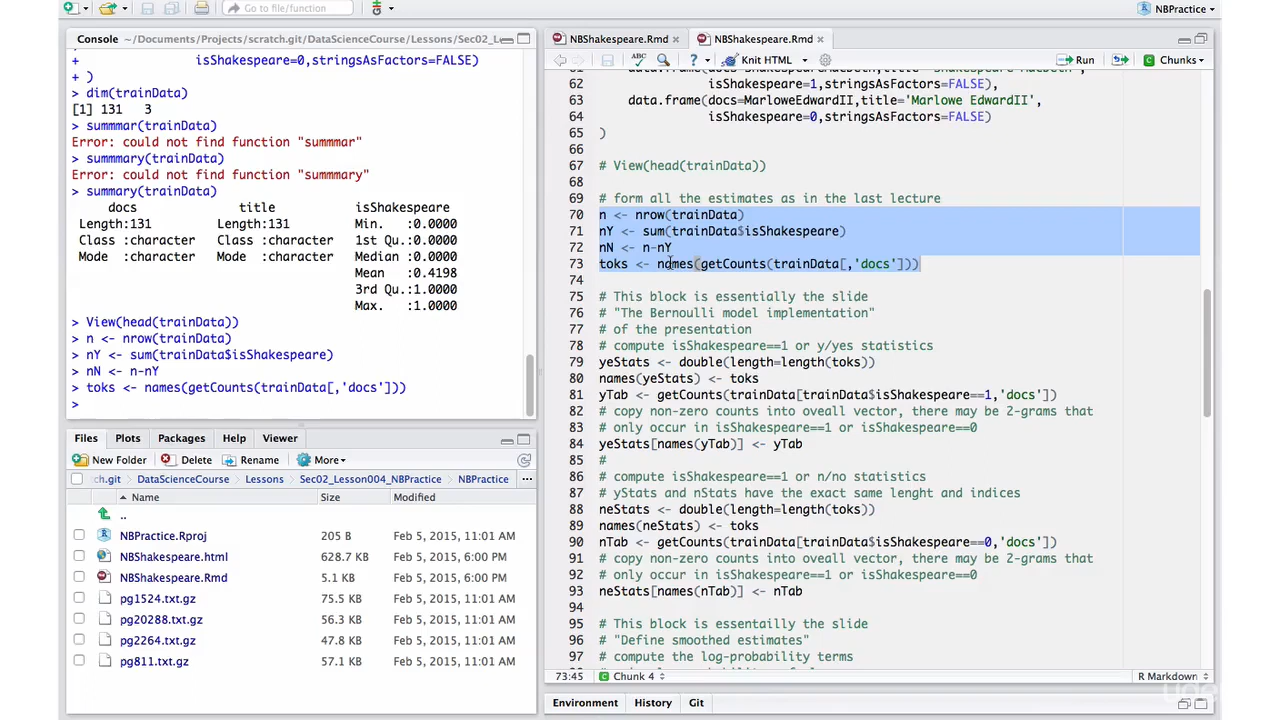 Go to file/function
NBPractice
Console ~/Documents/Projects/scratch.git/DataScienceCourse/Lessons/Sec02_L
+ isShakespeare=0,stringsAsFactors=FALSE)
+ )
> dim(trainData)
[1] 131 3
> summmar(trainData)
Error: could not find function "summmar"
> summmary(trainData)
Error: could not find function "summmary"
> summary(trainData)
docs title isShakespeare
Length:131 Length:131 Min. :0.0000
Class :character Class :character 1st Qu.:0.0000
Mode :character Mode :character Median :0.0000
Mean :0.4198
3rd Qu.:1.0000
Max. :1.0000
> View(head(trainData))
> n <- nrow(trainData)
> nY <- sum(trainData$isShakespeare)
> nN <- n-nY
> toks <- names(getCounts(trainData[,'docs']))
>
Files Plots Packages Help Viewer
New Folder Delete Rename More
ch.git DataScienceCourse Lessons Sec02_Lesson004_NBPractice NBPractice ...
Name Size Modified
..
NBPractice.Rproj 205 B Feb 5, 2015, 11:01 AM
NBShakespeare.html 628.7 KB Feb 5, 2015, 6:00 PM
NBShakespeare.Rmd 5.1 KB Feb 5, 2015, 6:00 PM
pg1524.txt.gz 75.5 KB Feb 5, 2015, 11:01 AM
pg20288.txt.gz 56.3 KB Feb 5, 2015, 11:01 AM
pg2264.txt.gz 47.8 KB Feb 5, 2015, 11:01 AM
pg811.txt.gz 57.1 KB Feb 5, 2015, 11:01 AM
NBShakespeare.Rmd NBShakespeare.Rmd
ABC ? Knit HTML Run Chunks
62 isShakespeare=1,stringsAsFactors=FALSE),
63 data.frame(docs=MarloweEdwardII,title='Marlowe EdwardII',
64 isShakespeare=0,stringsAsFactors=FALSE)
65 )
66
67 # View(head(trainData))
68
69 # form all the estimates as in the last lecture
70 n <- nrow(trainData)
71 nY <- sum(trainData$isShakespeare)
72 nN <- n-nY
73 toks <- names(getCounts(trainData[,'docs']))
74
75 # This block is essentially the slide
76 # "The Bernoulli model implementation"
77 # of the presentation
78 # compute isShakespeare==1 or y/yes statistics
79 yeStats <- double(length=length(toks))
80 names(yeStats) <- toks
81 yTab <- getCounts(trainData[trainData$isShakespeare==1,'docs'])
82 # copy non-zero counts into oveall vector, there may be 2-grams that
83 # only occur in isShakespeare==1 or isShakespeare==0
84 yeStats[names(yTab)] <- yTab
85 #
86 # compute isShakespeare==1 or n/no statistics
87 # yStats and nStats have the exact same lenght and indices
88 neStats <- double(length=length(toks))
89 names(neStats) <- toks
90 nTab <- getCounts(trainData[trainData$isShakespeare==0,'docs'])
91 # copy non-zero counts into oveall vector, there may be 2-grams that
92 # only occur in isShakespeare==1 or isShakespeare==0
93 neStats[names(nTab)] <- nTab
94
95 # This block is essentailly the slide
96 # "Define smoothed estimates"
97 # compute the log-probability terms
73:45 Chunk 4 R Markdown
Environment History Git